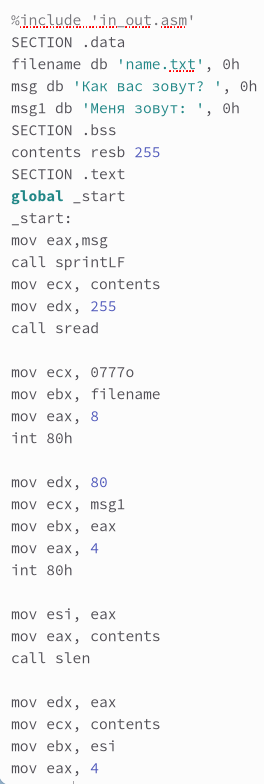 %include 'in_out.asm'
SECTION .data
filename db 'name.txt', 0h
msg db 'Как вас зовут? ', 0h
msg1 db 'Меня зовут: ', 0h
SECTION .bss
contents resb 255
SECTION .text
global _start
_start:
mov eax,msg
call sprintLF
mov ecx, contents
mov edx, 255
call sread
mov ecx, 0777o
mov ebx, filename
mov eax, 8
int 80h
mov edx, 80
mov ecx, msg1
mov ebx, eax
mov eax, 4
int 80h
mov esi, eax
mov eax, contents
call slen
mov edx, eax
mov ecx, contents
mov ebx, esi
mov eax, 4